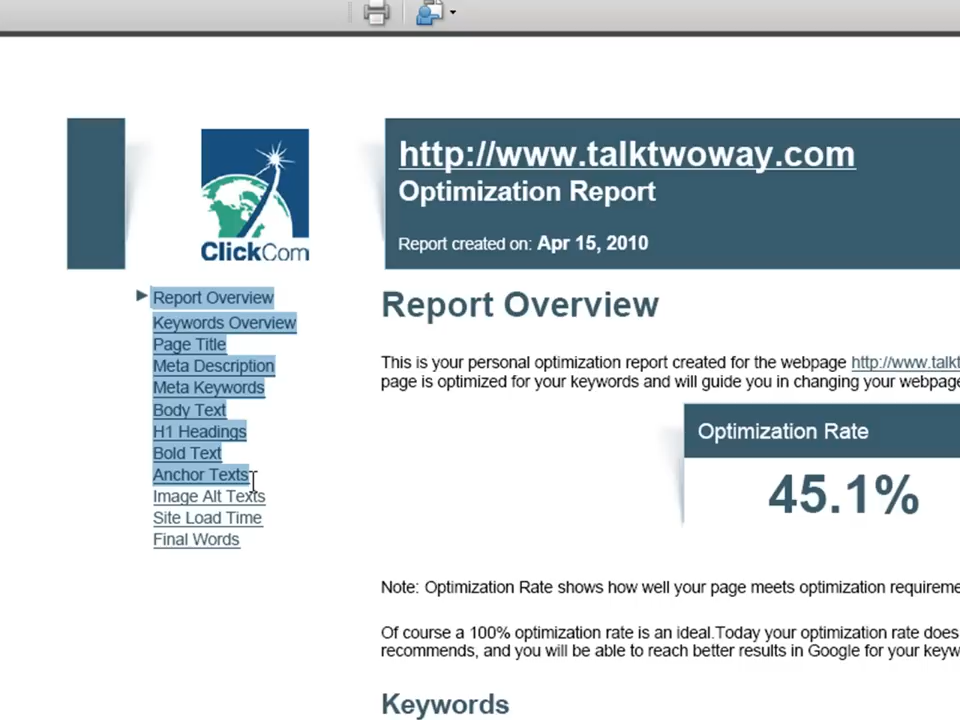 http://www.talktwoway.com
Optimization Report
Report created on: Apr 15, 2010
ClickCom
Report Overview
Keywords Overview
Page Title
Meta Description
Meta Keywords
Body Text
H1 Headings
Bold Text
Anchor Texts
Image Alt Texts
Site Load Time
Final Words
Report Overview
This is your personal optimization report created for the webpage http://www.talkt
page is optimized for your keywords and will guide you in changing your webpage
Optimization Rate
45.1%
Note: Optimization Rate shows how well your page meets optimization requireme
Of course a 100% optimization rate is an ideal.Today your optimization rate does
recommends, and you will be able to reach better results in Google for your keyw
Keywords